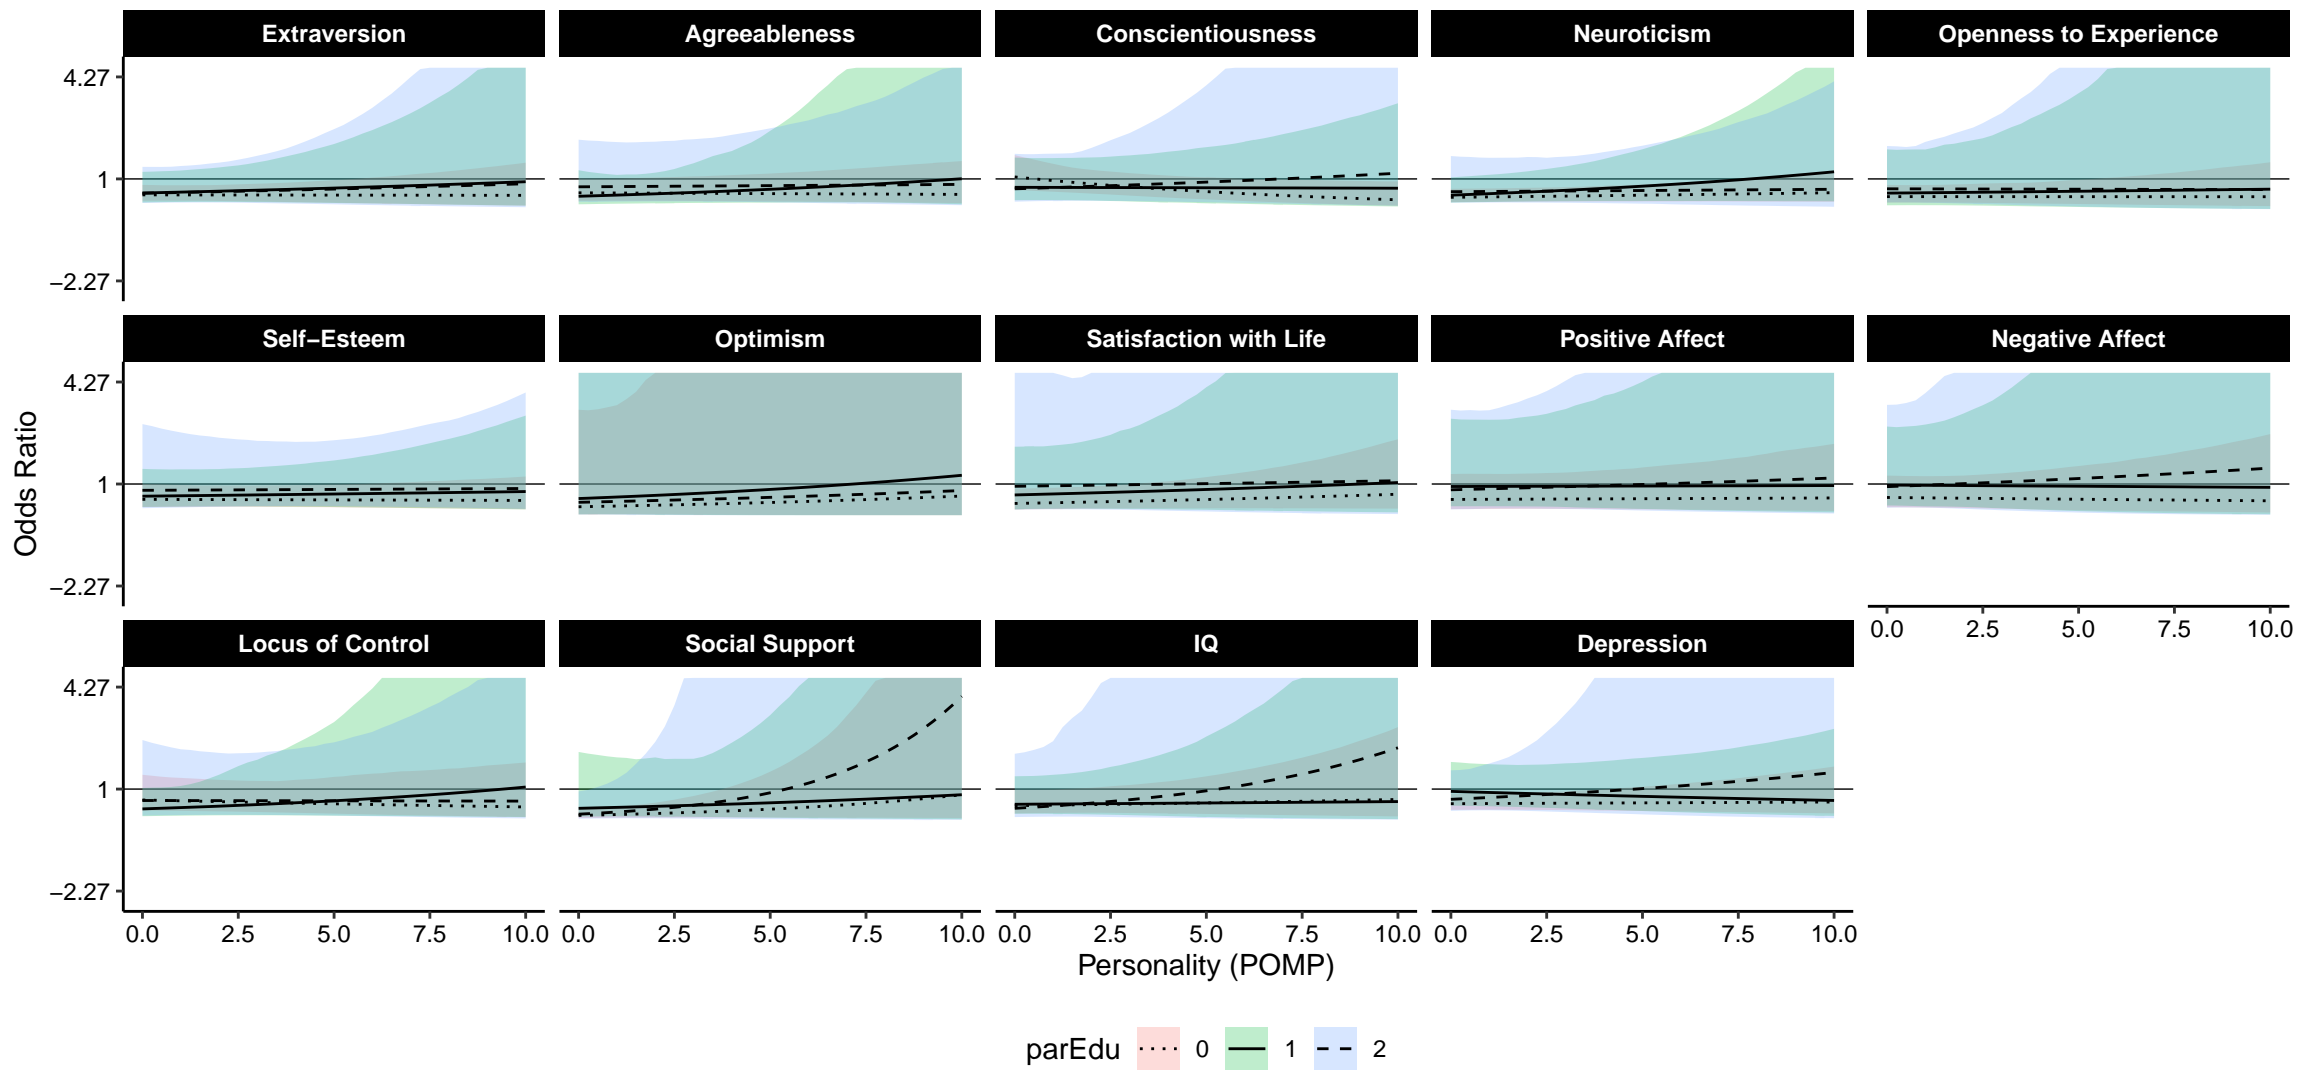 Extraversion Agreeableness Conscientiousness Neuroticism Openness to Experience
4.27
1
−2.27
Self−Esteem Optimism Satisfaction with Life Positive Affect Negative Affect
4.27
1
−2.27
0.0 2.5 5.0 7.5 10.0
Locus of Control Social Support IQ Depression
4.27
1
−2.27
0.0 2.5 5.0 7.5 10.0 0.0 2.5 5.0 7.5 10.0 0.0 2.5 5.0 7.5 10.0 0.0 2.5 5.0 7.5 10.0
Odds Ratio
Personality (POMP)
parEdu 0 1 2